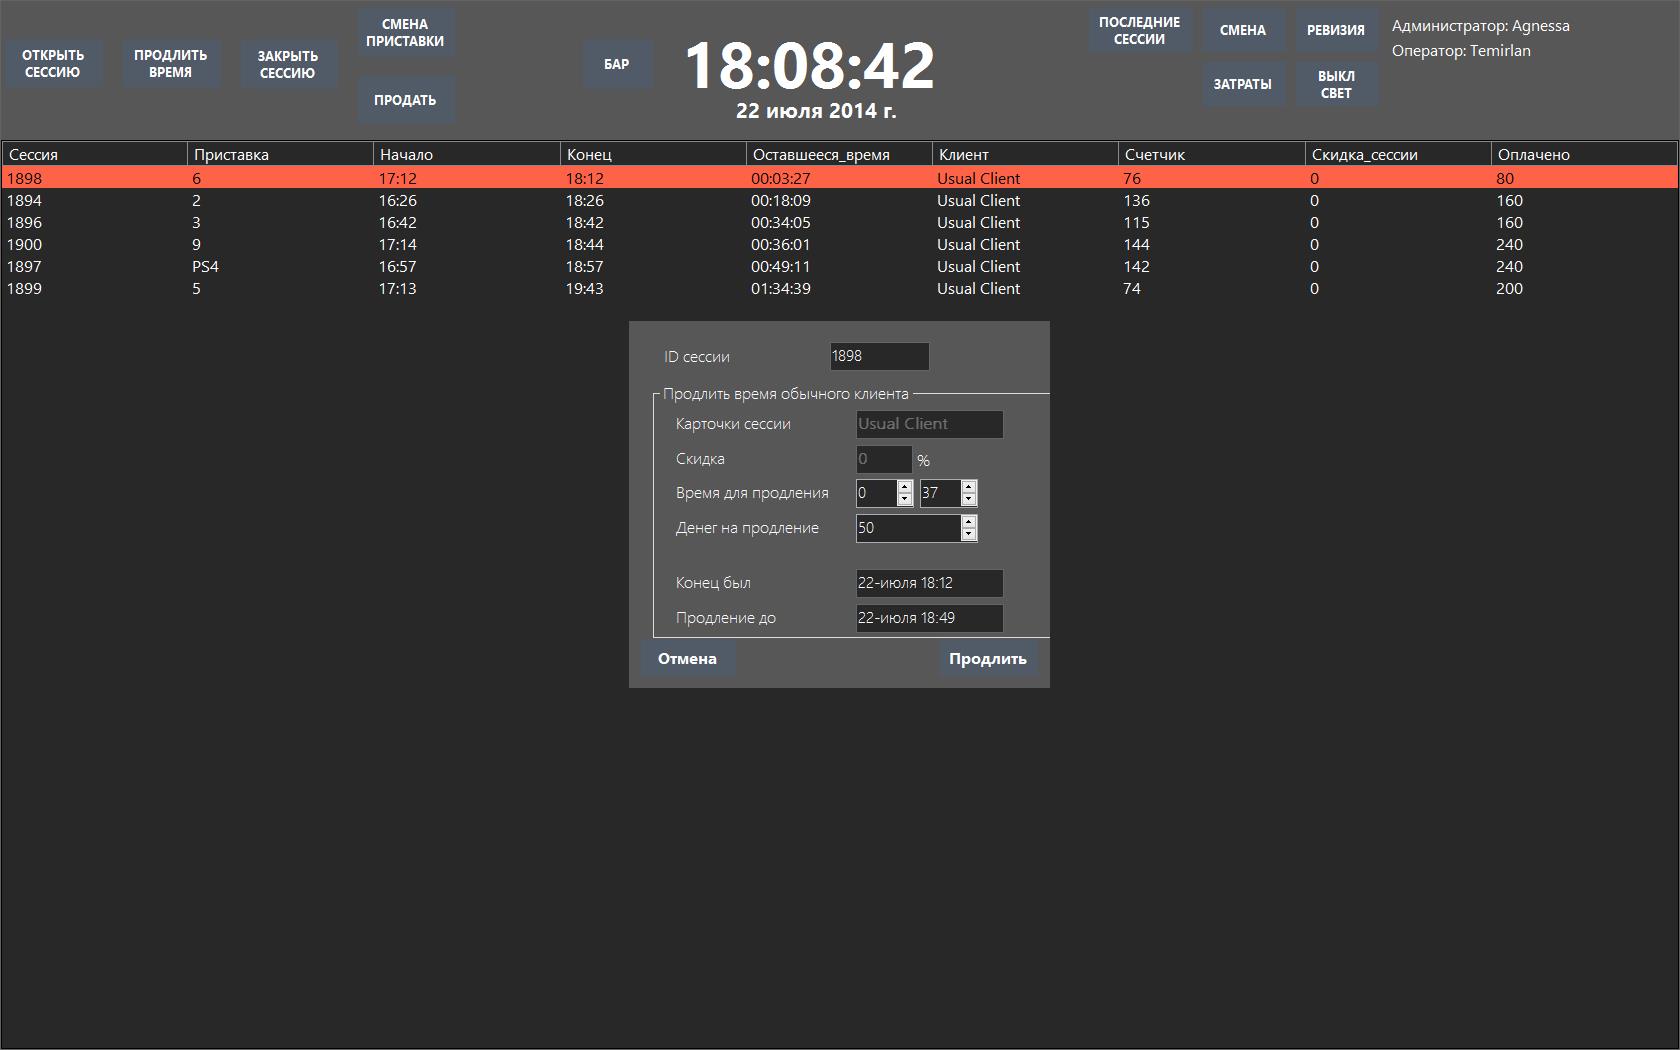 ОТКРЫТЬ
СЕССИЮ
ПРОДЛИТЬ
ВРЕМЯ
ЗАКРЫТЬ
СЕССИЮ
СМЕНА
ПРИСТАВКИ
ПРОДАТЬ
БАР
18:08:42
22 июля 2014 г.
ПОСЛЕДНИЕ
СЕССИИ
СМЕНА
РЕВИЗИЯ
ЗАТРАТЫ
ВЫКЛ
СВЕТ
Администратор: Agnessa
Оператор: Temirlan
Сессия Приставка Начало Конец Оставшееся_время Клиент Счетчик Скидка_сессии Оплачено
1898 6 17:12 18:12 00:03:27 Usual Client 76 0 80
1894 2 16:26 18:26 00:18:09 Usual Client 136 0 160
1896 3 16:42 18:42 00:34:05 Usual Client 115 0 160
1900 9 17:14 18:44 00:36:01 Usual Client 144 0 240
1897 PS4 16:57 18:57 00:49:11 Usual Client 142 0 240
1899 5 17:13 19:43 01:34:39 Usual Client 74 0 200
ID сессии 1898
Продлить время обычного клиента
Карточки сессии Usual Client
Скидка 0 %
Время для продления 0 37
Денег на продление 50
Конец был 22-июля 18:12
Продление до 22-июля 18:49
Отмена Продлить